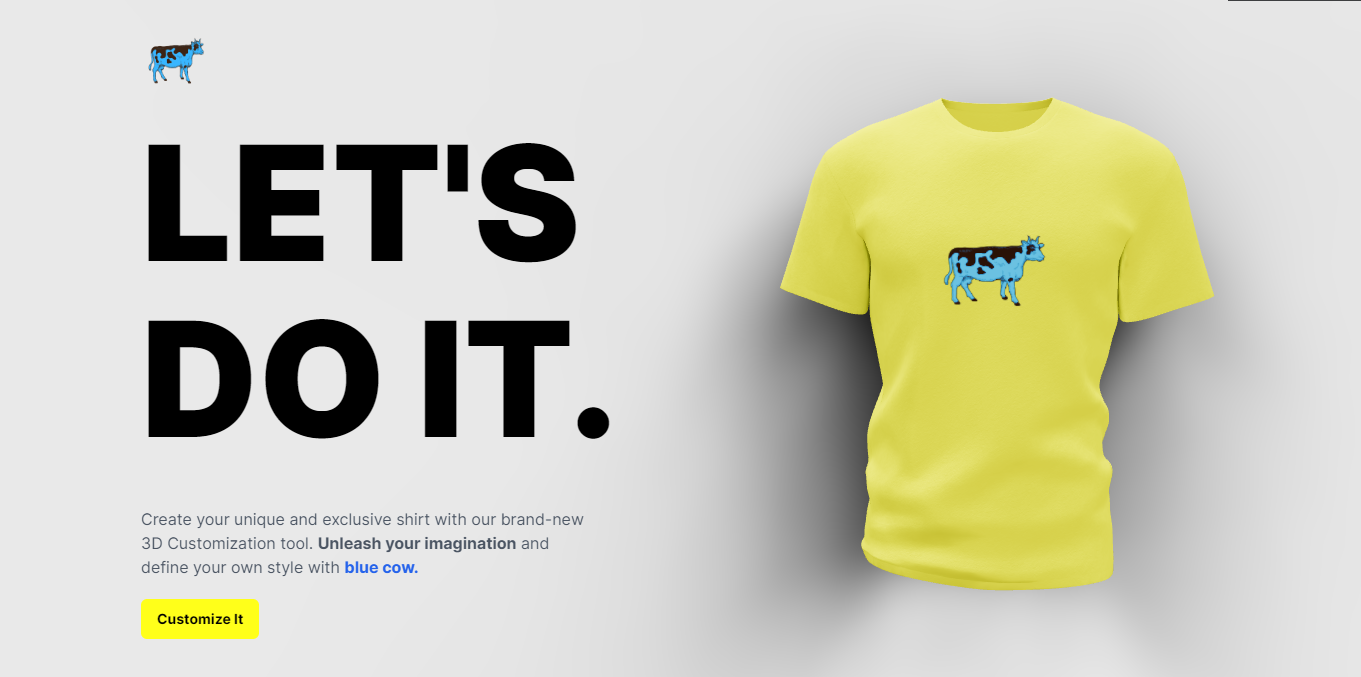 LET'S
DO IT.
Create your unique and exclusive shirt with our brand-new
3D Customization tool. Unleash your imagination and
define your own style with blue cow.
Customize It